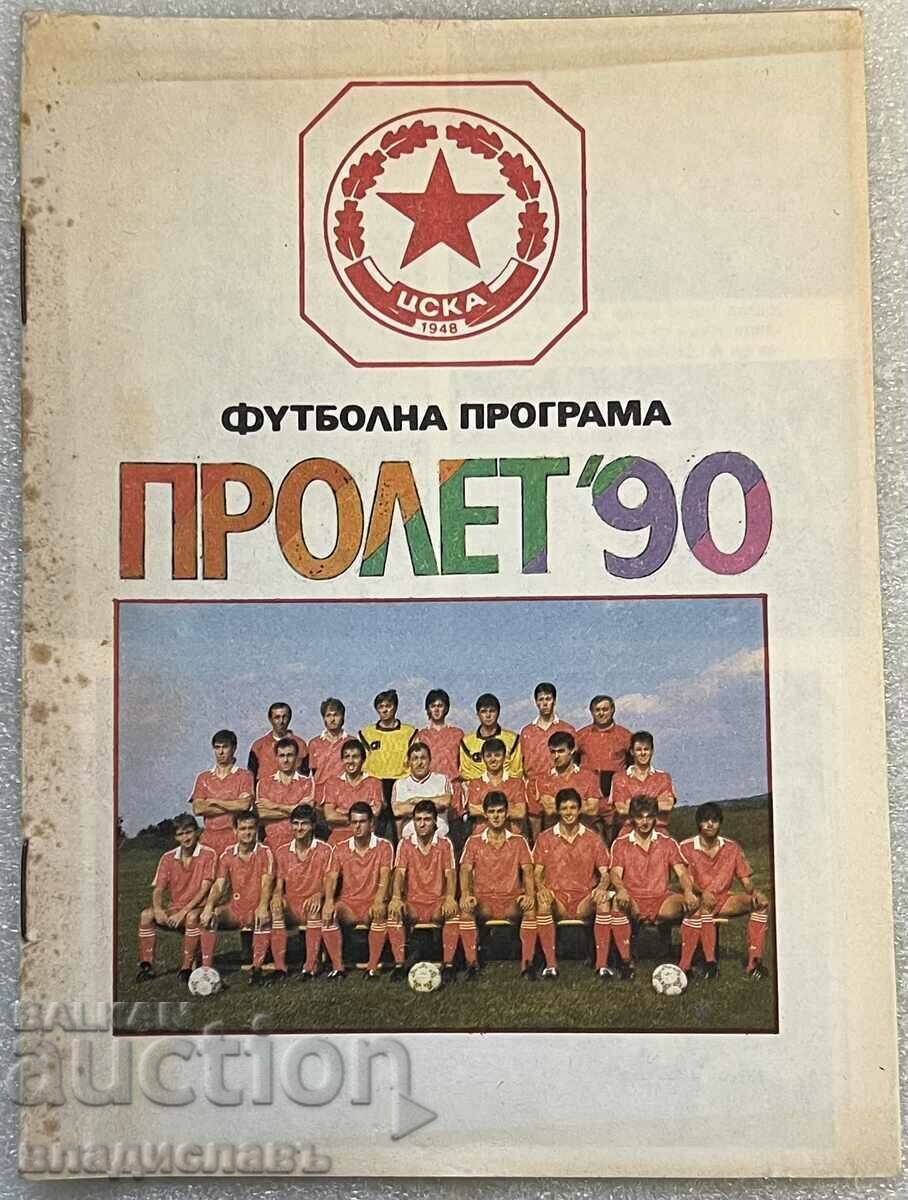 ЦСКА
1948
ФУТБОЛНА ПРОГРАМА
ПРОЛЕТ '90
BALKAN
auction
владиславъ